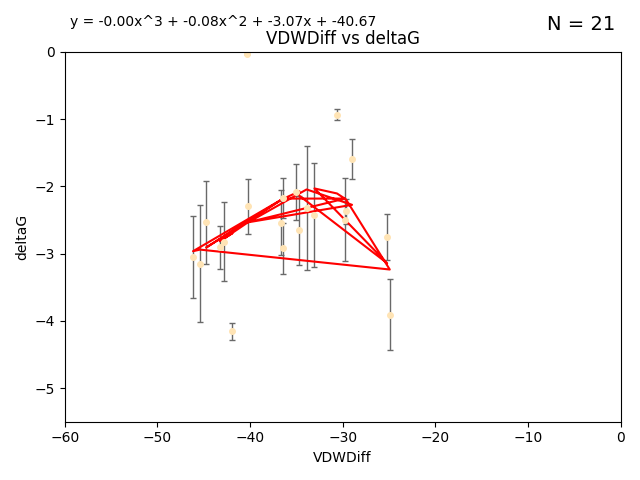 y = -0.00x^3 + -0.08x^2 + -3.07x + -40.67
N = 21
VDWDiff vs deltaG
0
−1
−2
−3
−4
−5
deltaG
−60 −50 −40 −30 −20 −10 0
VDWDiff